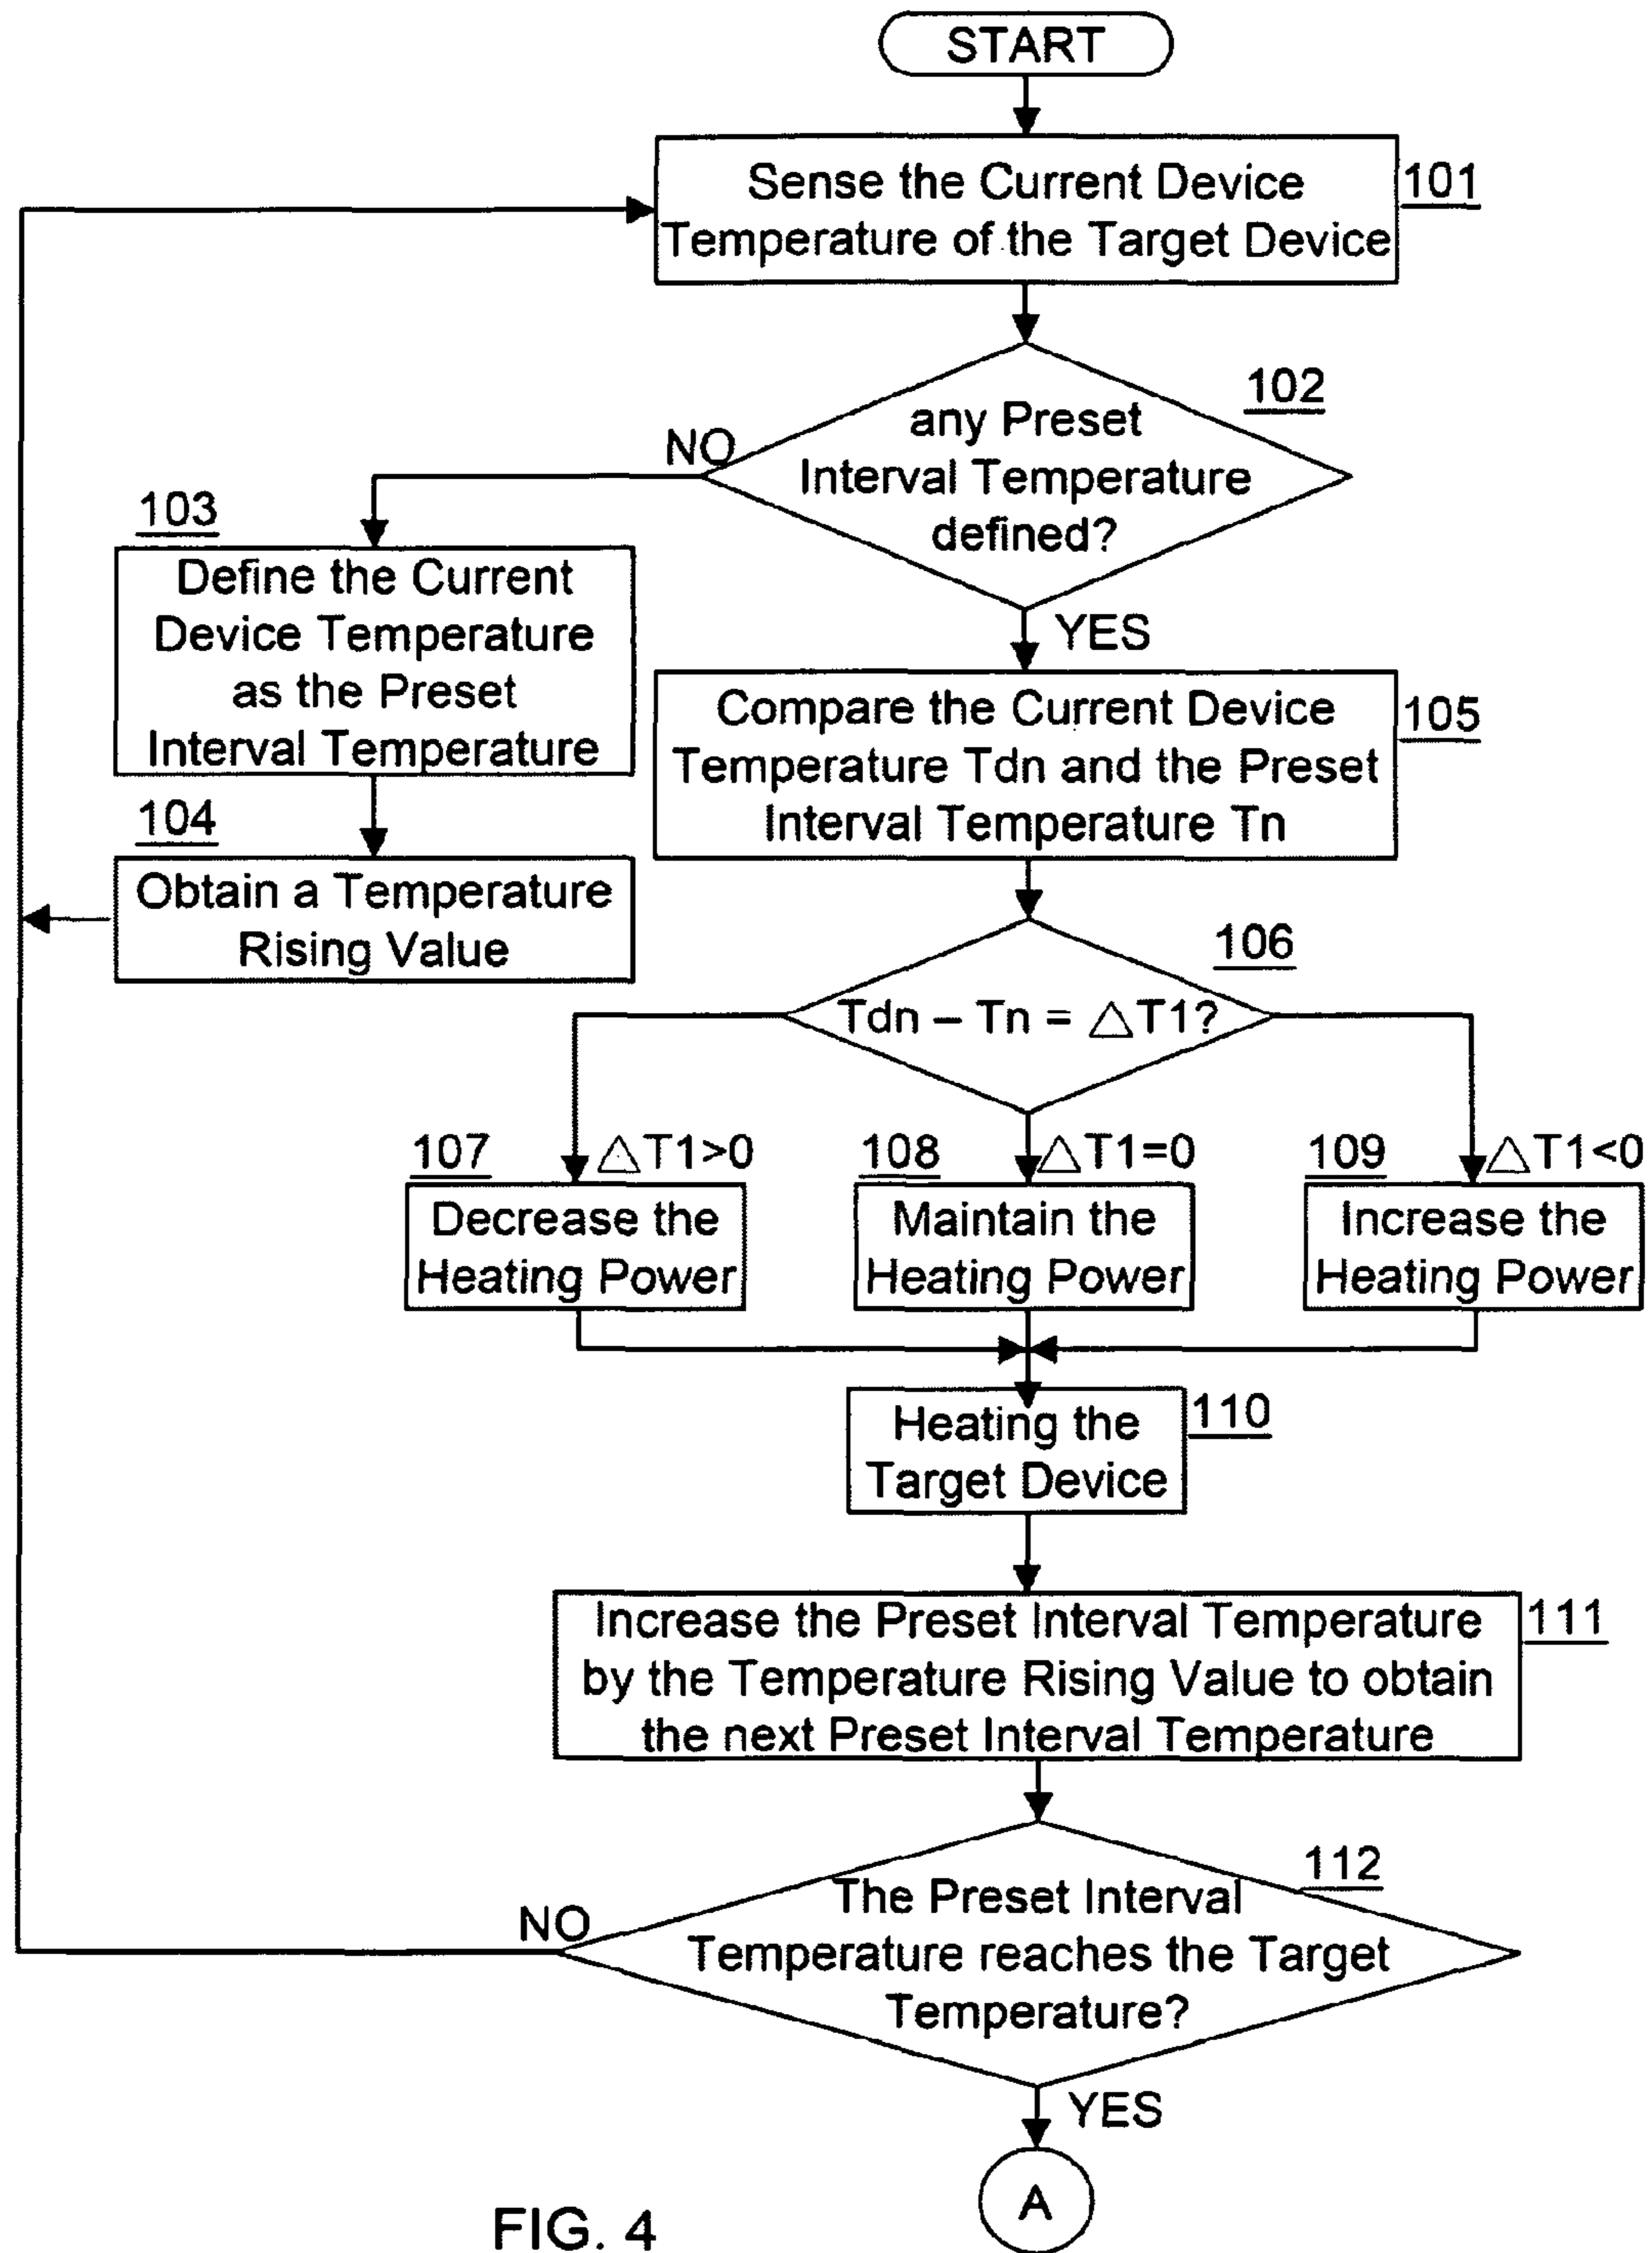 START
Sense the Current Device
Temperature of the Target Device
101
102
any Preset
Interval Temperature
defined?
NO
YES
103
Define the Current
Device Temperature
as the Preset
Interval Temperature
104
Obtain a Temperature
Rising Value
Compare the Current Device
Temperature Tdn and the Preset
Interval Temperature Tn
105
106
Tdn – Tn = △T1?
107
△T1>0
108
△T1=0
109
△T1<0
Decrease the
Heating Power
Maintain the
Heating Power
Increase the
Heating Power
Heating the
Target Device
110
Increase the Preset Interval Temperature
by the Temperature Rising Value to obtain
the next Preset Interval Temperature
111
112
The Preset Interval
Temperature reaches the Target
Temperature?
NO
YES
A
FIG. 4